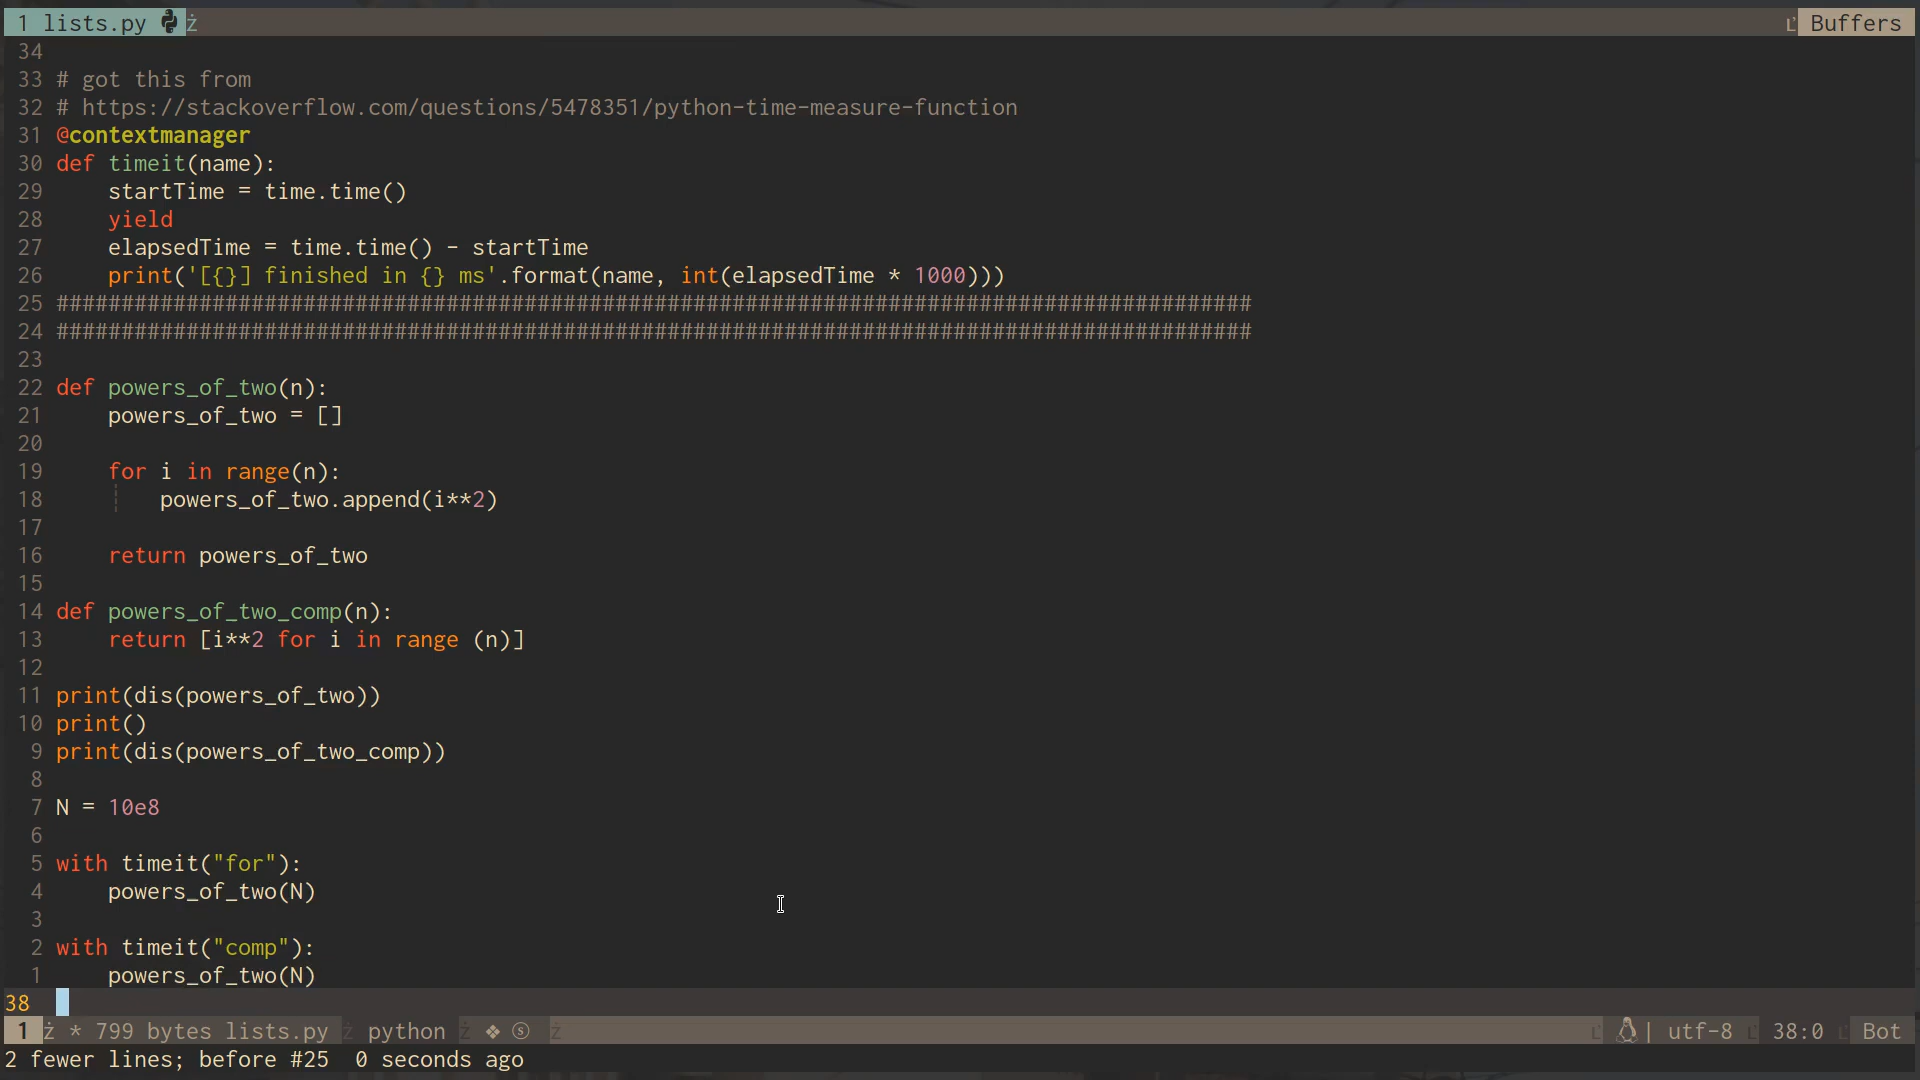 1 lists.py ż Buffers
34
33 # got this from
32 # https://stackoverflow.com/questions/5478351/python-time-measure-function
31 @contextmanager
30 def timeit(name):
29     startTime = time.time()
28     yield
27     elapsedTime = time.time() - startTime
26     print('[{}] finished in {} ms'.format(name, int(elapsedTime * 1000)))
25 ############################################################################################
24 ############################################################################################
23
22 def powers_of_two(n):
21     powers_of_two = []
20
19     for i in range(n):
18         powers_of_two.append(i**2)
17
16     return powers_of_two
15
14 def powers_of_two_comp(n):
13     return [i**2 for i in range (n)]
12
11 print(dis(powers_of_two))
10 print()
9 print(dis(powers_of_two_comp))
8
7 N = 10e8
6
5 with timeit("for"):
4     powers_of_two(N)
3
2 with timeit("comp"):
1     powers_of_two(N)
38
1 ż * 799 bytes lists.py ż python ż ❖ ⓢ ż | utf-8 38:0 Bot
2 fewer lines; before #25  0 seconds ago